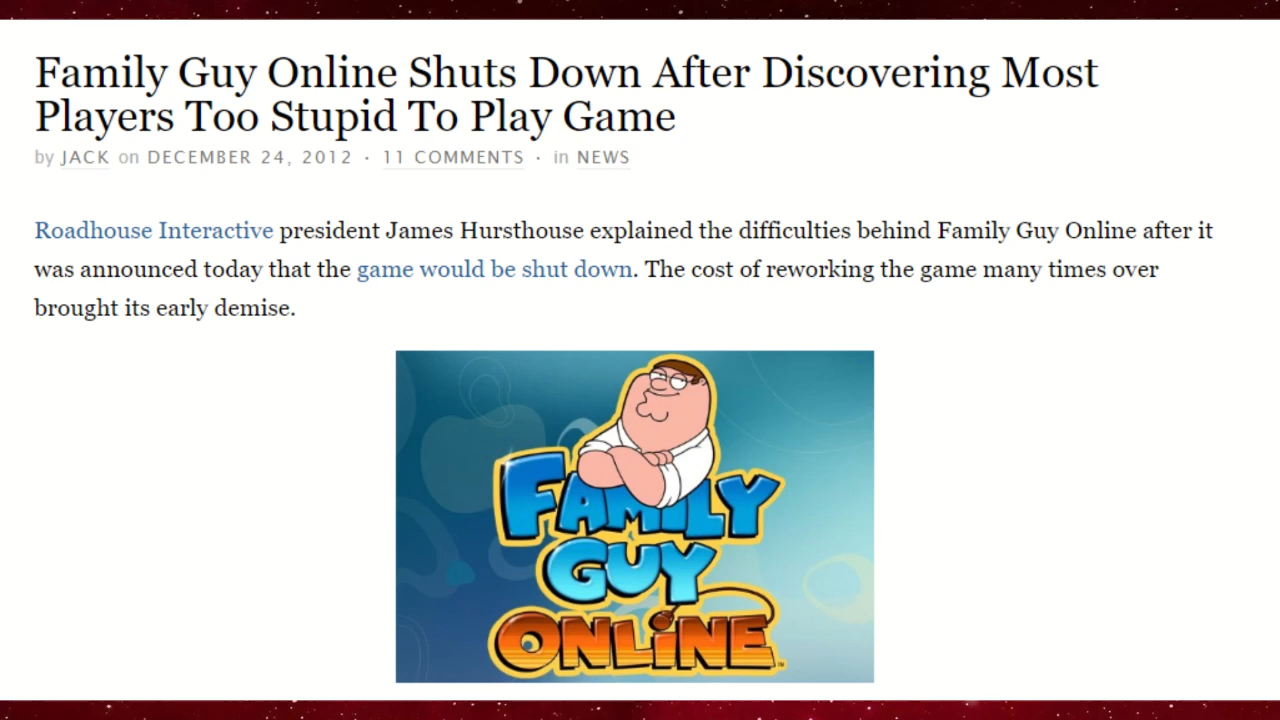 Family Guy Online Shuts Down After Discovering Most
Players Too Stupid To Play Game
by JACK on DECEMBER 24, 2012 · 11 COMMENTS · in NEWS
Roadhouse Interactive president James Hursthouse explained the difficulties behind Family Guy Online after it
was announced today that the game would be shut down. The cost of reworking the game many times over
brought its early demise.
FAMILY
GUY
ONLiNE™